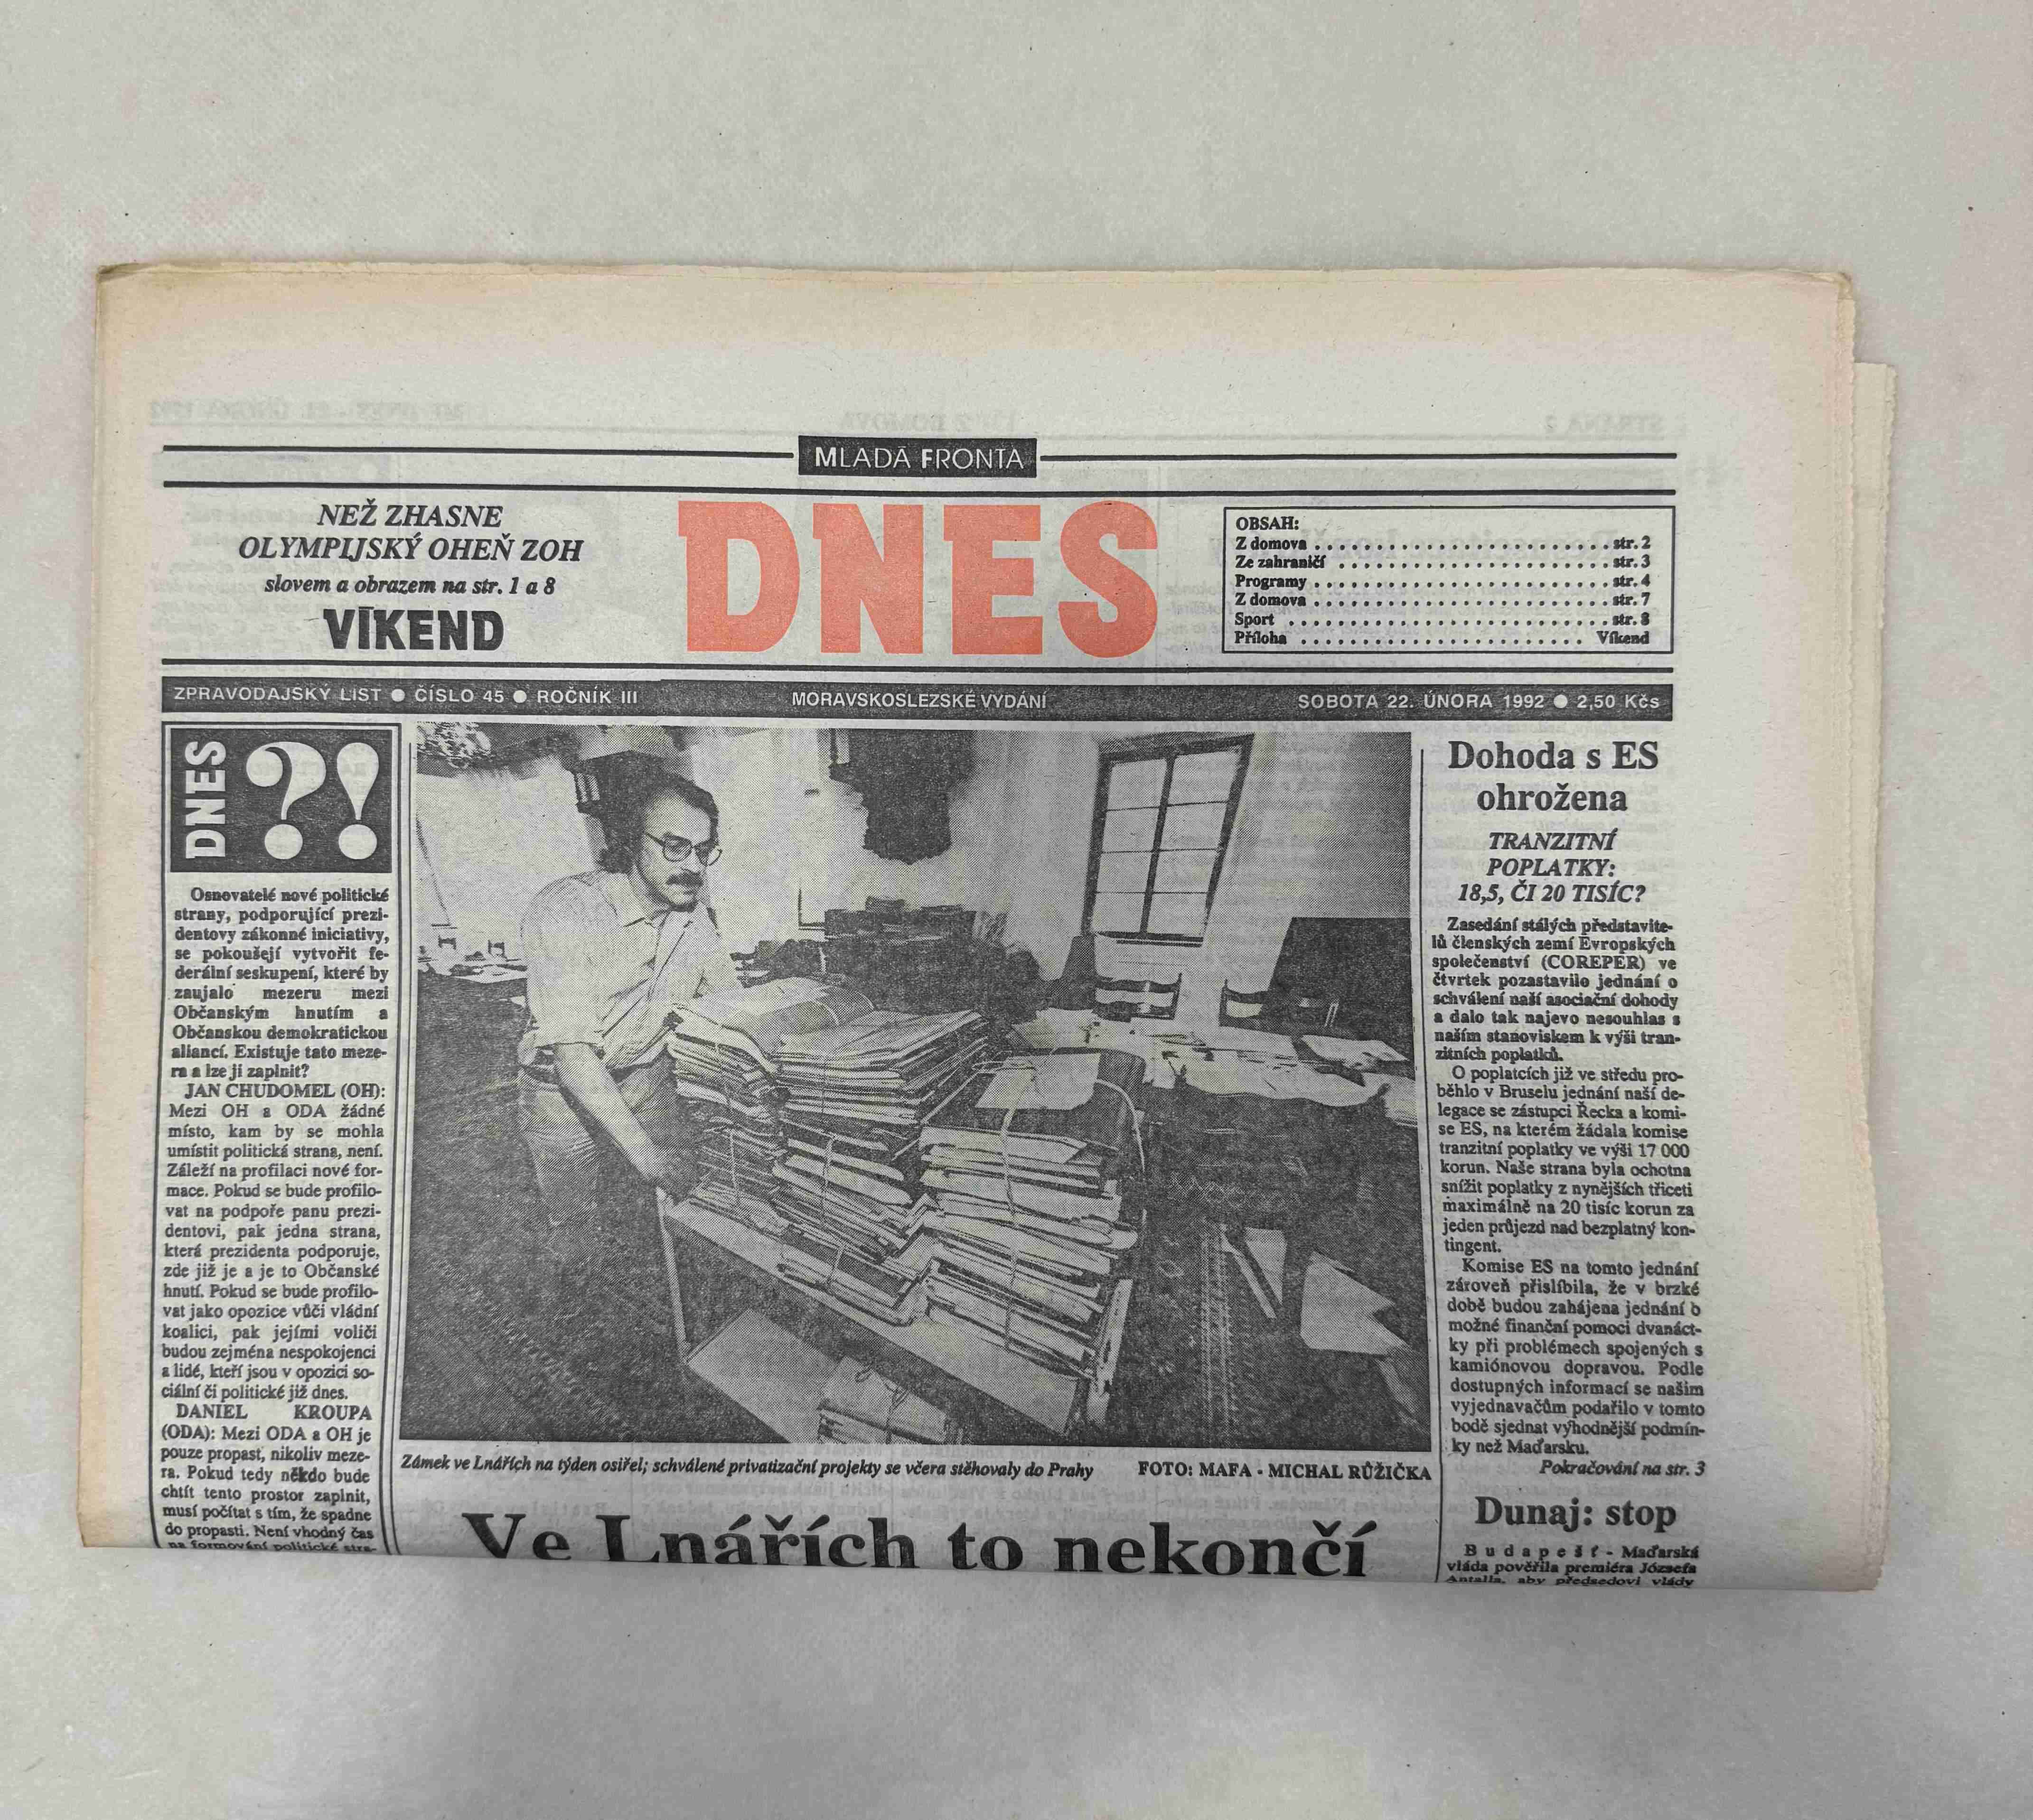 MLADÁ FRONTA
NEŽ ZHASNE
OLYMPIJSKÝ OHEŇ ZOH
slovem a obrazem na str. 1 a 8
VÍKEND
DNES
OBSAH:
Z domova . . . . . . . . . . . . . . . . . . . . . . . . . . . str. 2
Ze zahraničí . . . . . . . . . . . . . . . . . . . . . . . . . str. 3
Programy . . . . . . . . . . . . . . . . . . . . . . . . . . . str. 4
Z domova . . . . . . . . . . . . . . . . . . . . . . . . . . . str. 7
Sport . . . . . . . . . . . . . . . . . . . . . . . . . . . . . str. 8
Příloha . . . . . . . . . . . . . . . . . . . . . . . . . . Víkend
ZPRAVODAJSKÝ LIST ● ČÍSLO 45 ● ROČNÍK III
MORAVSKOSLEZSKÉ VYDÁNÍ
SOBOTA 22. ÚNORA 1992 ● 2,50 Kčs
DNES ?!
Osnovatelé nové politické
strany, podporující prezi-
dentovy zákonné iniciativy,
se pokoušejí vytvořit fe-
derální seskupení, které by
zaujalo mezeru mezi
Občanským hnutím a
Občanskou demokratickou
aliancí. Existuje tato meze-
ra a lze ji zaplnit?
JAN CHUDOMEL (OH):
Mezi OH a ODA žádné
místo, kam by se mohla
umístit politická strana, není.
Záleží na profilaci nové for-
mace. Pokud se bude profilo-
vat na podpoře panu prezi-
dentovi, pak jedna strana,
která prezidenta podporuje,
zde již je a je to Občanské
hnutí. Pokud se bude profilo-
vat jako opozice vůči vládní
koalici, pak jejími voliči
budou zejména nespokojenci
a lidé, kteří jsou v opozici so-
ciální či politické již dnes.
DANIEL KROUPA
(ODA): Mezi ODA a OH je
pouze propast, nikoliv meze-
ra. Pokud tedy někdo bude
chtít tento prostor zaplnit,
musí počítat s tím, že spadne
do propasti. Není vhodný čas
na formování politické stra-
Zámek ve Lnářích na týden osiřel; schválené privatizační projekty se včera stěhovaly do Prahy
FOTO: MAFA - MICHAL RŮŽIČKA
Ve Lnářích to nekončí
Dohoda s ES
ohrožena
TRANZITNÍ
POPLATKY:
18,5, ČI 20 TISÍC?
Zasedání stálých představite-
lů členských zemí Evropských
společenství (COREPER) ve
čtvrtek pozastavilo jednání o
schválení naší asociační dohody
a dalo tak najevo nesouhlas s
naším stanoviskem k výši tran-
zitních poplatků.
O poplatcích již ve středu pro-
běhlo v Bruselu jednání naší de-
legace se zástupci Řecka a komi-
se ES, na kterém žádala komise
tranzitní poplatky ve výši 17 000
korun. Naše strana byla ochotna
snížit poplatky z nynějších třiceti
maximálně na 20 tisíc korun za
jeden průjezd nad bezplatný kon-
tingent.
Komise ES na tomto jednání
zároveň přislíbila, že v brzké
době budou zahájena jednání o
možné finanční pomoci dvanáct-
ky při problémech spojených s
kamiónovou dopravou. Podle
dostupných informací se našim
vyjednavačům podařilo v tomto
bodě sjednat výhodnější podmín-
ky než Maďarsku.
Pokračování na str. 3
Dunaj: stop
Budapešť - Maďarská
vláda pověřila premiéra Józsefa
Antalla, aby předsedovi vlády